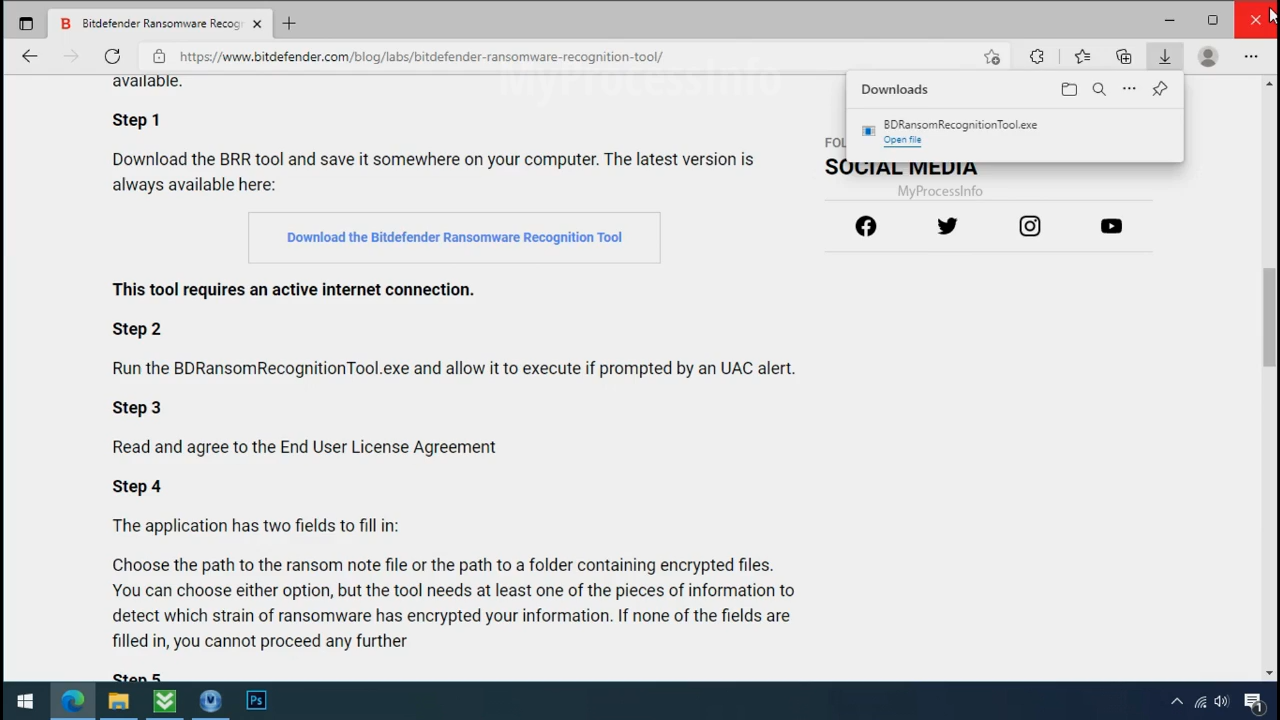 Bitdefender Ransomware Recog
https://www.bitdefender.com/blog/labs/bitdefender-ransomware-recognition-tool/
MyProcessInfo
Downloads
BDRansomRecognitionTool.exe
Open file
available.
Step 1
Download the BRR tool and save it somewhere on your computer. The latest version is
always available here:
Download the Bitdefender Ransomware Recognition Tool
This tool requires an active internet connection.
Step 2
Run the BDRansomRecognitionTool.exe and allow it to execute if prompted by an UAC alert.
Step 3
Read and agree to the End User License Agreement
Step 4
The application has two fields to fill in:
Choose the path to the ransom note file or the path to a folder containing encrypted files.
You can choose either option, but the tool needs at least one of the pieces of information to
detect which strain of ransomware has encrypted your information. If none of the fields are
filled in, you cannot proceed any further
Step 5
FOL
SOCIAL MEDIA
MyProcessInfo
Ps
1